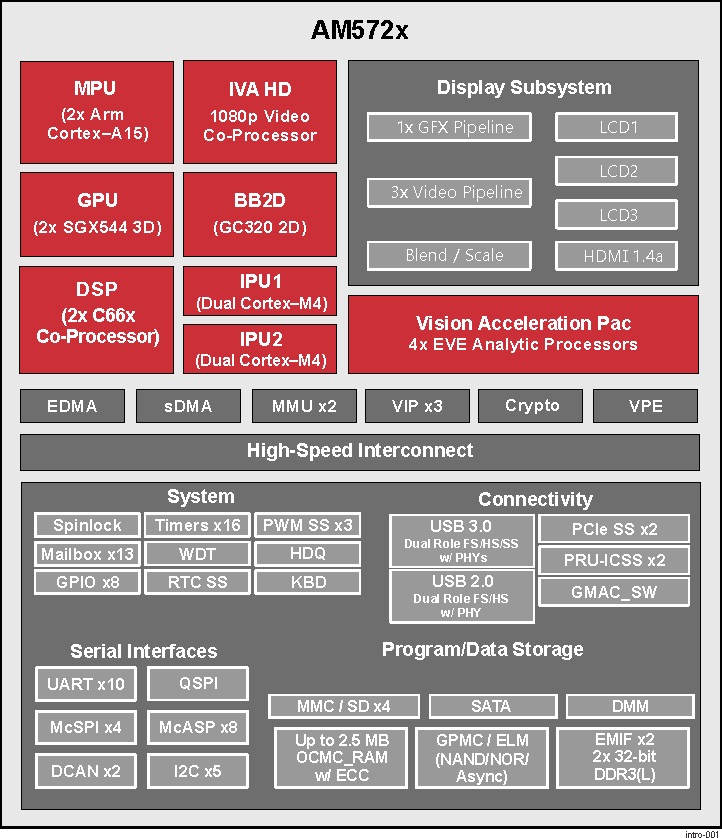 AM572x
MPU
(2x Arm
Cortex–A15)
IVA HD
1080p Video
Co-Processor
Display Subsystem
1x GFX Pipeline
LCD1
3x Video Pipeline
LCD2
LCD3
Blend / Scale
HDMI 1.4a
GPU
(2x SGX544 3D)
BB2D
(GC320 2D)
DSP
(2x C66x
Co-Processor)
IPU1
(Dual Cortex–M4)
IPU2
(Dual Cortex–M4)
Vision Acceleration Pac
4x EVE Analytic Processors
EDMA
sDMA
MMU x2
VIP x3
Crypto
VPE
High-Speed Interconnect
System
Spinlock
Timers x16
PWM SS x3
Mailbox x13
WDT
HDQ
GPIO x8
RTC SS
KBD
Connectivity
USB 3.0
Dual Role FS/HS/SS
w/ PHYs
USB 2.0
Dual Role FS/HS
w/ PHY
PCIe SS x2
PRU-ICSS x2
GMAC_SW
Serial Interfaces
UART x10
QSPI
McSPI x4
McASP x8
DCAN x2
I2C x5
Program/Data Storage
MMC / SD x4
SATA
DMM
Up to 2.5 MB
OCMC_RAM
w/ ECC
GPMC / ELM
(NAND/NOR/
Async)
EMIF x2
2x 32-bit
DDR3(L)
intro-001